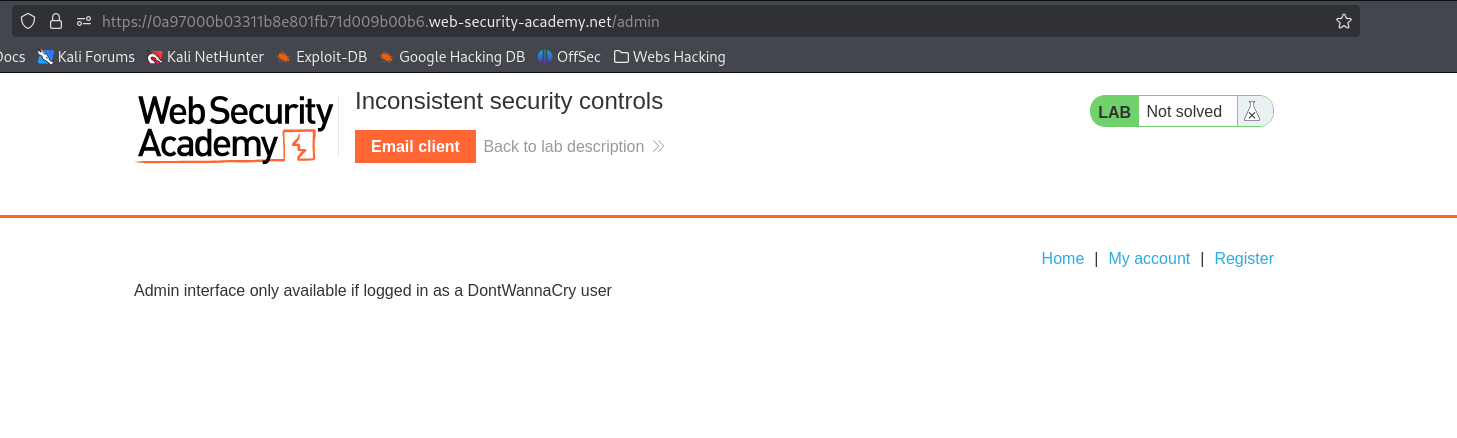 https://0a97000b03311b8e801fb71d009b00b6.web-security-academy.net/admin
Docs Kali Forums Kali NetHunter Exploit-DB Google Hacking DB OffSec Webs Hacking
Web Security
Academy
Inconsistent security controls
Email client Back to lab description
LAB Not solved
Home | My account | Register
Admin interface only available if logged in as a DontWannaCry user